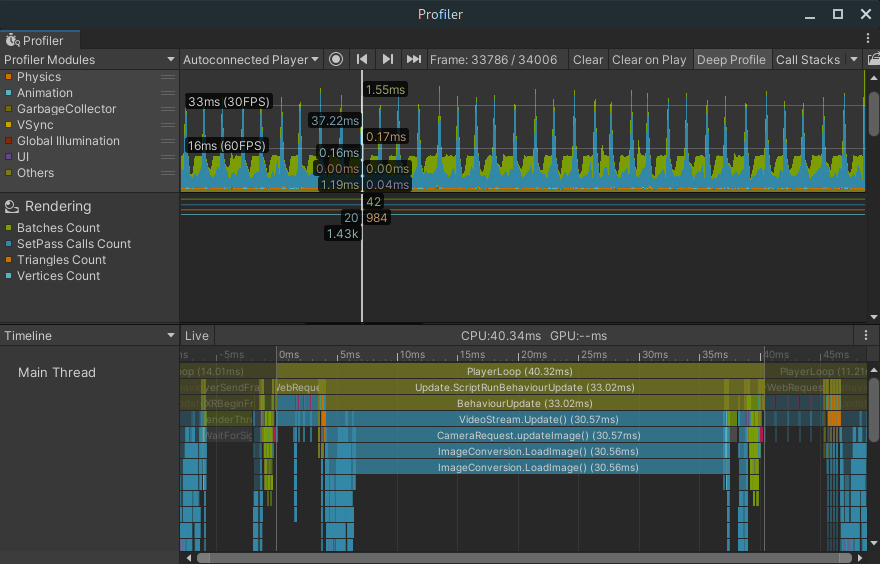 Profiler
Profiler
Profiler Modules
Autoconnected Player
Frame: 33786 / 34006
Clear
Clear on Play
Deep Profile
Call Stacks
Physics
Animation
GarbageCollector
VSync
Global Illumination
UI
Others
33ms (30FPS)
16ms (60FPS)
1.55ms
37.22ms
0.17ms
0.16ms
0.00ms
0.00ms
1.19ms
0.04ms
Rendering
Batches Count
SetPass Calls Count
Triangles Count
Vertices Count
42
20
984
1.43k
Timeline
Live
CPU:40.34ms GPU:--ms
-5ms
0ms
5ms
10ms
15ms
20ms
25ms
30ms
35ms
40ms
45ms
Main Thread
oop (14.01ms)
PlayerLoop (40.32ms)
PlayerLoop (11.21m
verSendFra
WebReque
Update.ScriptRunBehaviourUpdate (33.02ms)
WebRequest
XRBeginFr
BehaviourUpdate (33.02ms)
enderThr
VideoStream.Update() (30.57ms)
WaitForSig
CameraRequest.updateImage() (30.57ms)
ImageConversion.LoadImage() (30.56ms)
ImageConversion.LoadImage() (30.56ms)